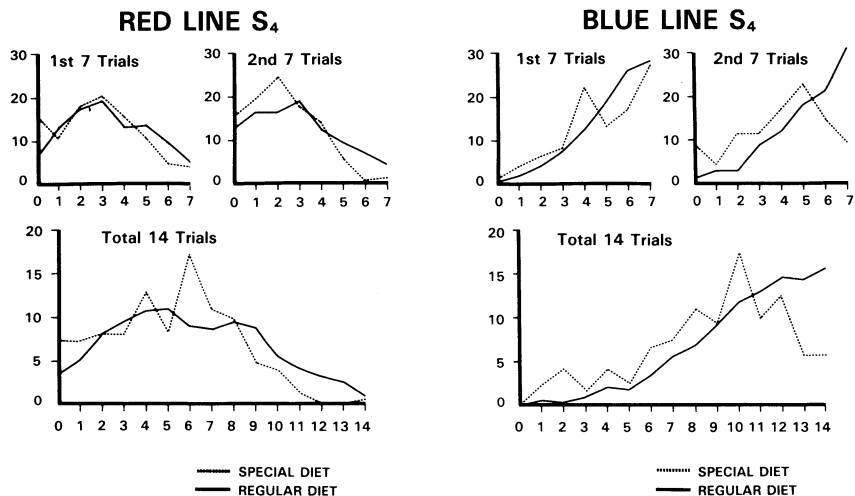 RED LINE S4
BLUE LINE S4
1st 7 Trials
2nd 7 Trials
1st 7 Trials
2nd 7 Trials
30
20
10
0
0 1 2 3 4 5 6 7
30
20
10
0
0 1 2 3 4 5 6 7
30
20
10
0
0 1 2 3 4 5 6 7
30
20
10
0
0 1 2 3 4 5 6 7
Total 14 Trials
20
15
10
5
0
0 1 2 3 4 5 6 7 8 9 10 11 12 13 14
Total 14 Trials
20
15
10
5
0
0 1 2 3 4 5 6 7 8 9 10 11 12 13 14
SPECIAL DIET
REGULAR DIET
SPECIAL DIET
REGULAR DIET